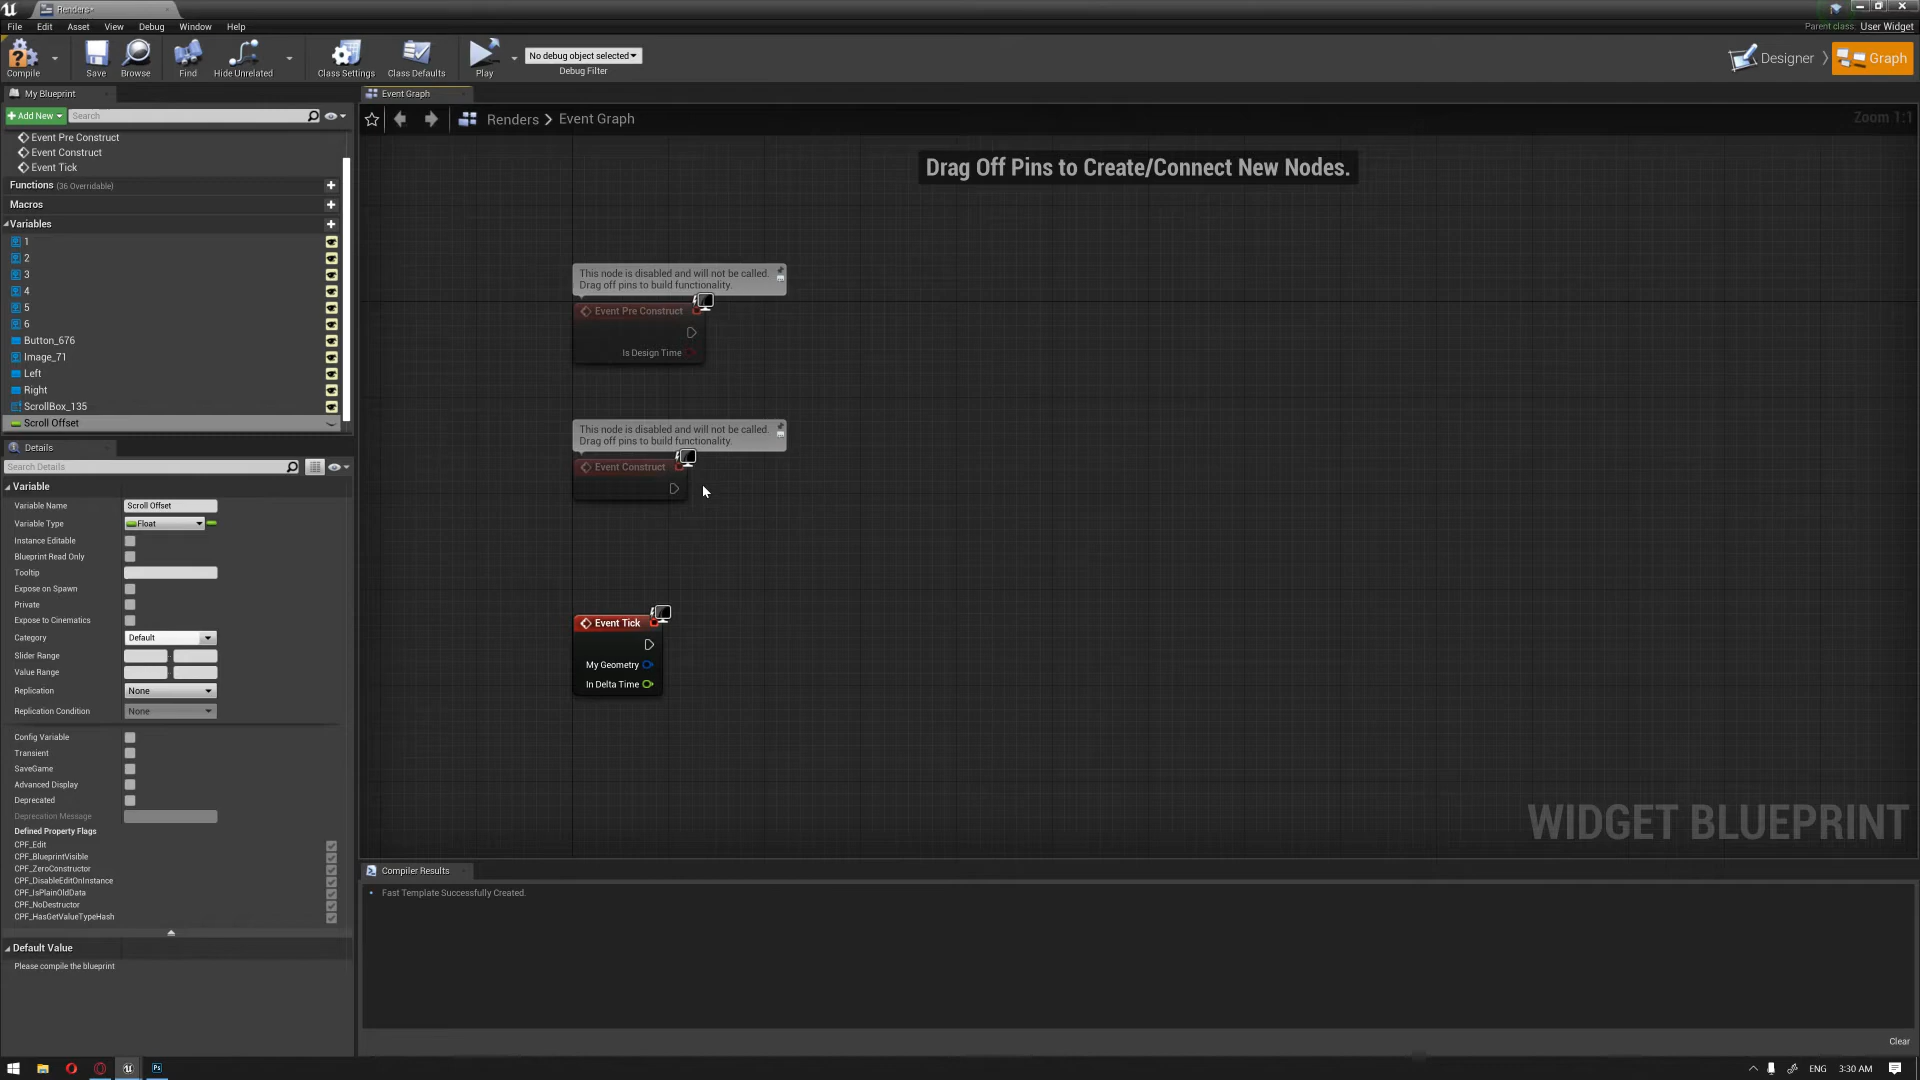 Renders*
File
Edit
Asset
View
Debug
Window
Help
Parent class: User Widget
Compile
Save
Browse
Find
Hide Unrelated
Class Settings
Class Defaults
Play
No debug object selected
Debug Filter
Designer
Graph
My Blueprint
Event Graph
+ Add New
Search
Renders > Event Graph
Zoom 1:1
Event Pre Construct
Event Construct
Event Tick
Functions (36 Overridable)
Macros
Variables
1
2
3
4
5
6
Button_676
Image_71
Left
Right
ScrollBox_135
Scroll Offset
Drag Off Pins to Create/Connect New Nodes.
This node is disabled and will not be called.
Drag off pins to build functionality.
Event Pre Construct
Is Design Time
This node is disabled and will not be called.
Drag off pins to build functionality.
Event Construct
Event Tick
My Geometry
In Delta Time
WIDGET BLUEPRINT
Details
Search Details
Variable
Variable Name Scroll Offset
Variable Type Float
Instance Editable
Blueprint Read Only
Tooltip
Expose on Spawn
Private
Expose to Cinematics
Category Default
Slider Range
Value Range
Replication None
Replication Condition None
Config Variable
Transient
SaveGame
Advanced Display
Deprecated
Deprecation Message
Defined Property Flags
CPF_Edit
CPF_BlueprintVisible
CPF_ZeroConstructor
CPF_DisableEditOnInstance
CPF_IsPlainOldData
CPF_NoDestructor
CPF_HasGetValueTypeHash
Default Value
Please compile the blueprint
Compiler Results
Fast Template Successfully Created.
Clear
ENG
3:30 AM